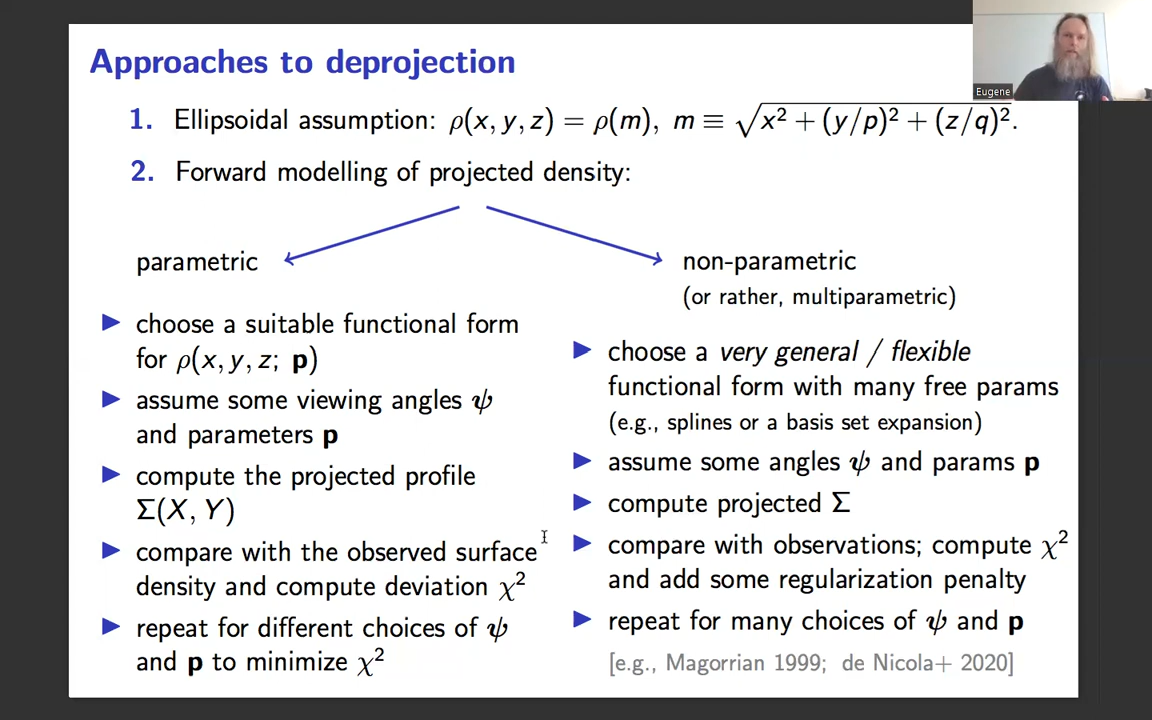 Approaches to deprojection
Eugene
1. Ellipsoidal assumption: ρ(x, y, z) = ρ(m), m ≡ √x² + (y/p)² + (z/q)².
2. Forward modelling of projected density:
parametric
▶ choose a suitable functional form
for ρ(x, y, z; p)
▶ assume some viewing angles ψ
and parameters p
▶ compute the projected profile
Σ(X, Y)
▶ compare with the observed surface
density and compute deviation χ²
▶ repeat for different choices of ψ
and p to minimize χ²
non-parametric
(or rather, multiparametric)
▶ choose a very general / flexible
functional form with many free params
(e.g., splines or a basis set expansion)
▶ assume some angles ψ and params p
▶ compute projected Σ
▶ compare with observations; compute χ²
and add some regularization penalty
▶ repeat for many choices of ψ and p
[e.g., Magorrian 1999; de Nicola+ 2020]